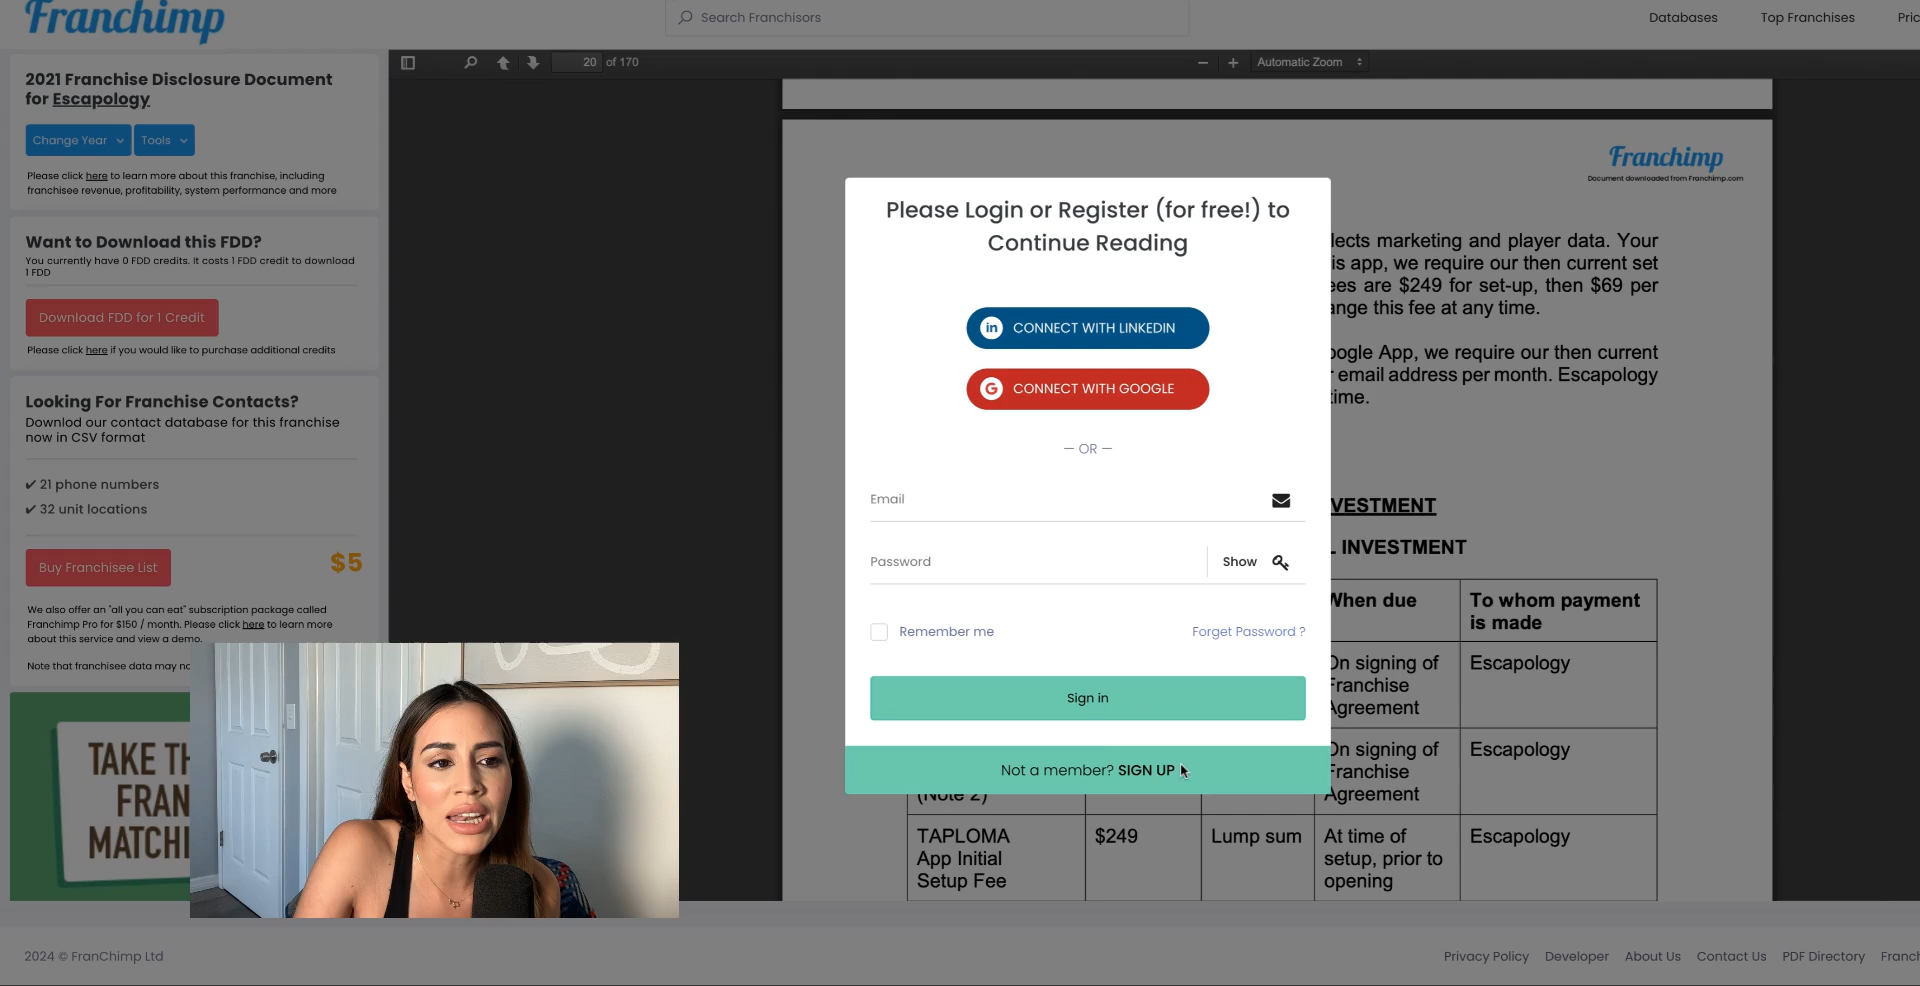 Franchimp
Search Franchisors
Databases
Top Franchises
2021 Franchise Disclosure Document
for Escapology
Change Year
Tools
Please click here to learn more about this franchise, including
franchisee revenue, profitability, system performance and more
Want to Download this FDD?
You currently have 0 FDD credits. It costs 1 FDD credit to download
1 FDD
Download FDD for 1 Credit
Please click here if you would like to purchase additional credits
Looking For Franchise Contacts?
Downlod our contact database for this franchise
now in CSV format
✔ 21 phone numbers
✔ 32 unit locations
Buy Franchisee List
$5
We also offer an "all you can eat" subscription package called
Franchimp Pro for $150 / month. Please click here to learn more
about this service and view a demo.
Note that franchisee data may
TAKE
20 of 170
Automatic Zoom
Franchimp
Document downloaded from Franchimp.com
marketing and player data. Your
app, we require our then current set
are $249 for set-up, then $69 per
this fee at any time.
App, we require our then current
email address per month. Escapology
INVESTMENT
When due
To whom payment
is made
On signing of
Franchise
Agreement
Escapology
On signing of
Franchise
Agreement
Escapology
(Note 2)
TAPLOMA
App Initial
Setup Fee
$249
Lump sum
At time of
setup, prior to
opening
Escapology
Please Login or Register (for free!) to
Continue Reading
in CONNECT WITH LINKEDIN
G CONNECT WITH GOOGLE
— OR —
Email
Password
Show
Remember me
Forget Password ?
Sign in
Not a member? SIGN UP
2024 © FranChimp Ltd
Privacy Policy
Developer
About Us
Contact Us
PDF Directory